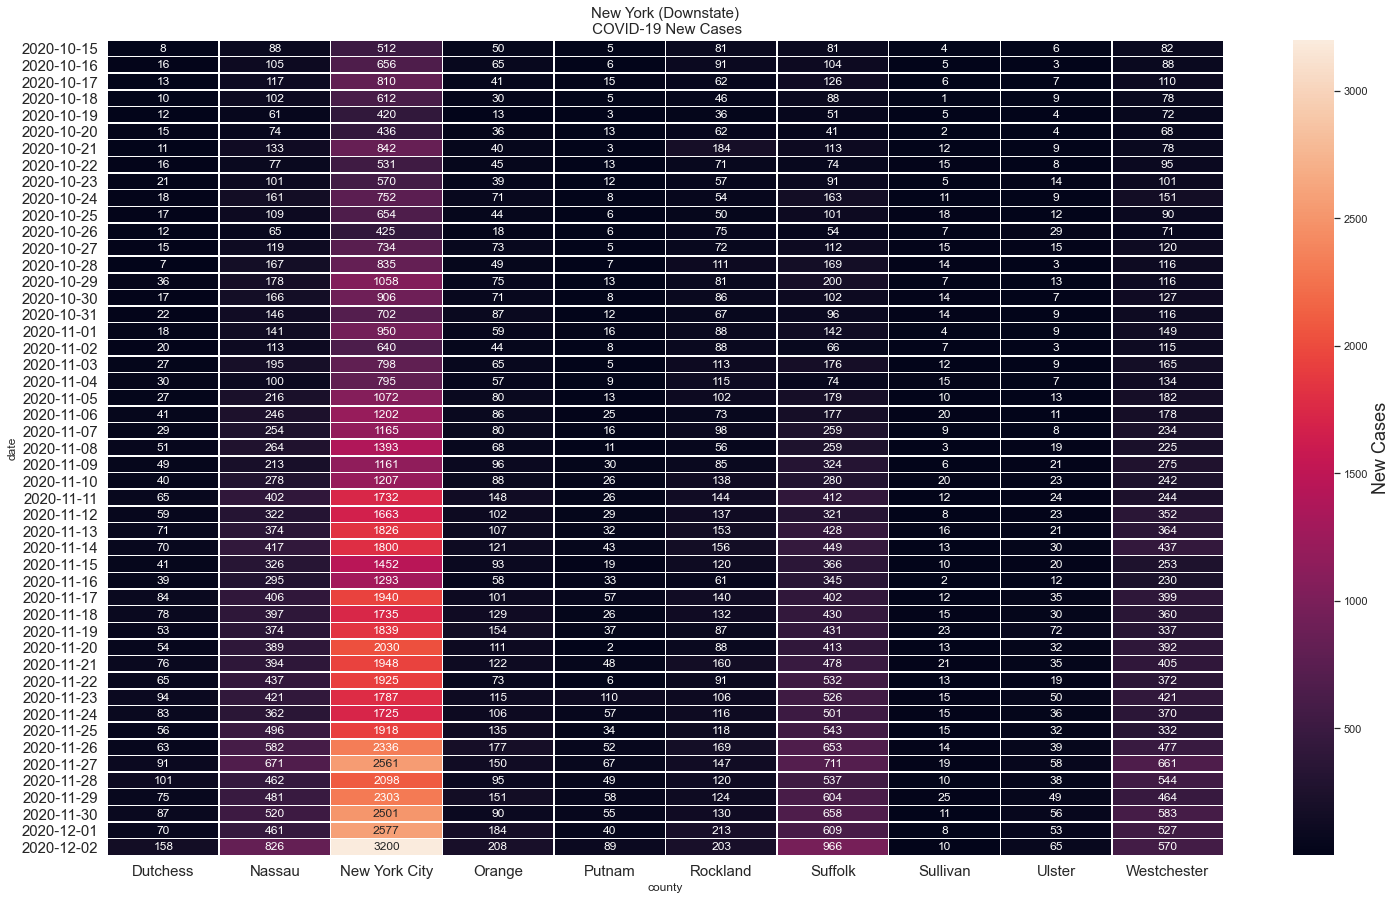 New York (Downstate)
COVID-19 New Cases
2020-10-15 8 88 512 50 5 81 81 4 6 82
2020-10-16 16 105 656 65 6 91 104 5 3 88
2020-10-17 13 117 810 41 15 62 126 6 7 110
2020-10-18 10 102 612 30 5 46 88 1 9 78
2020-10-19 12 61 420 13 3 36 51 5 4 72
2020-10-20 15 74 436 36 13 62 41 2 4 68
2020-10-21 11 133 842 40 3 184 113 12 9 78
2020-10-22 16 77 531 45 13 71 74 15 8 95
2020-10-23 21 101 570 39 12 57 91 5 14 101
2020-10-24 18 161 752 71 8 54 163 11 9 151
2020-10-25 17 109 654 44 6 50 101 18 12 90
2020-10-26 12 65 425 18 6 75 54 7 29 71
2020-10-27 15 119 734 73 5 72 112 15 15 120
2020-10-28 7 167 835 49 7 111 169 14 3 116
2020-10-29 36 178 1058 75 13 81 200 7 13 116
2020-10-30 17 166 906 71 8 86 102 14 7 127
2020-10-31 22 146 702 87 12 67 96 14 9 116
2020-11-01 18 141 950 59 16 88 142 4 9 149
2020-11-02 20 113 640 44 8 88 66 7 3 115
2020-11-03 27 195 798 65 5 113 176 12 9 165
2020-11-04 30 100 795 57 9 115 74 15 7 134
2020-11-05 27 216 1072 80 13 102 179 10 13 182
2020-11-06 41 246 1202 86 25 73 177 20 11 178
2020-11-07 29 254 1165 80 16 98 259 9 8 234
2020-11-08 51 264 1393 68 11 56 259 3 19 225
2020-11-09 49 213 1161 96 30 85 324 6 21 275
2020-11-10 40 278 1207 88 26 138 280 20 23 242
2020-11-11 65 402 1732 148 26 144 412 12 24 244
2020-11-12 59 322 1663 102 29 137 321 8 23 352
2020-11-13 71 374 1826 107 32 153 428 16 21 364
2020-11-14 70 417 1800 121 43 156 449 13 30 437
2020-11-15 41 326 1452 93 19 120 366 10 20 253
2020-11-16 39 295 1293 58 33 61 345 2 12 230
2020-11-17 84 406 1940 101 57 140 402 12 35 399
2020-11-18 78 397 1735 129 26 132 430 15 30 360
2020-11-19 53 374 1839 154 37 87 431 23 72 337
2020-11-20 54 389 2030 111 2 88 413 13 32 392
2020-11-21 76 394 1948 122 48 160 478 21 35 405
2020-11-22 65 437 1925 73 6 91 532 13 19 372
2020-11-23 94 421 1787 115 110 106 526 15 50 421
2020-11-24 83 362 1725 106 57 116 501 15 36 370
2020-11-25 56 496 1918 135 34 118 543 15 32 332
2020-11-26 63 582 2336 177 52 169 653 14 39 477
2020-11-27 91 671 2561 150 67 147 711 19 58 661
2020-11-28 101 462 2098 95 49 120 537 10 38 544
2020-11-29 75 481 2303 151 58 124 604 25 49 464
2020-11-30 87 520 2501 90 55 130 658 11 56 583
2020-12-01 70 461 2577 184 40 213 609 8 53 527
2020-12-02 158 826 3200 208 89 203 966 10 65 570
Dutchess Nassau New York City Orange Putnam Rockland Suffolk Sullivan Ulster Westchester
county
date
3000
2500
2000
1500
1000
500
New Cases